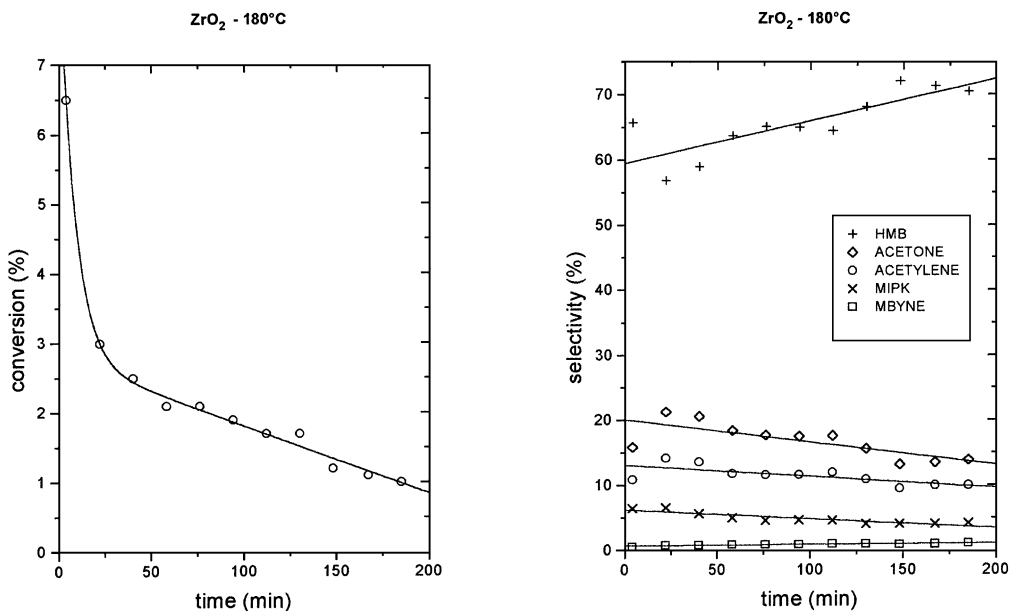 ZrO2 - 180°C
conversion (%)
7
6
5
4
3
2
1
0
0 50 100 150 200
time (min)
ZrO2 - 180°C
selectivity (%)
70
60
50
40
30
20
10
0
HMB
ACETONE
ACETYLENE
MIPK
MBYNE
0 50 100 150 200
time (min)